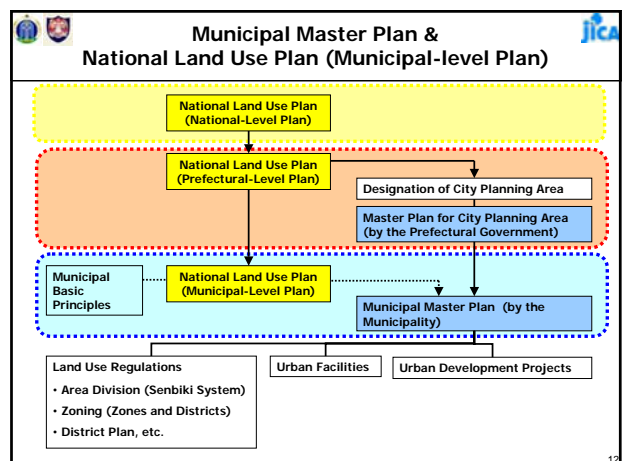 Municipal Master Plan &
National Land Use Plan (Municipal-level Plan)
jica
National Land Use Plan
(National-Level Plan)
National Land Use Plan
(Prefectural-Level Plan)
Designation of City Planning Area
Master Plan for City Planning Area
(by the Prefectural Government)
Municipal
Basic
Principles
National Land Use Plan
(Municipal-Level Plan)
Municipal Master Plan (by the
Municipality)
Land Use Regulations
• Area Division (Senbiki System)
• Zoning (Zones and Districts)
• District Plan, etc.
Urban Facilities
Urban Development Projects
12